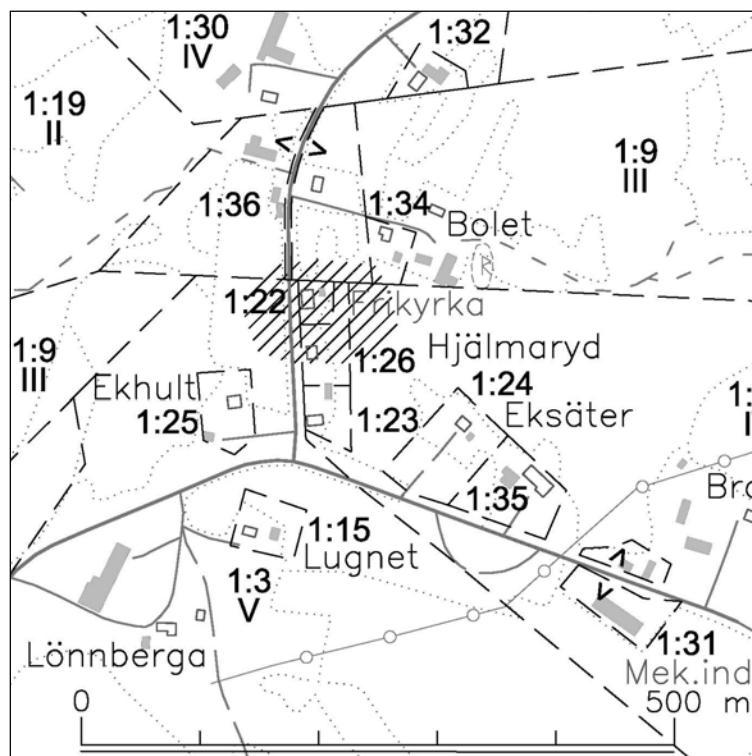 1:30
IV
1:32
1:19
II
1:9
III
1:36
1:34
Bolet
R
1:22
Frikyrka
Hjälmaryd
1:9
III
1:26
1:24
Ekhult
1:25
1:23
Eksäter
1:35
1:15
Lugnet
1:3
V
Lönnberga
1:31
Mek.ind
0
500 m